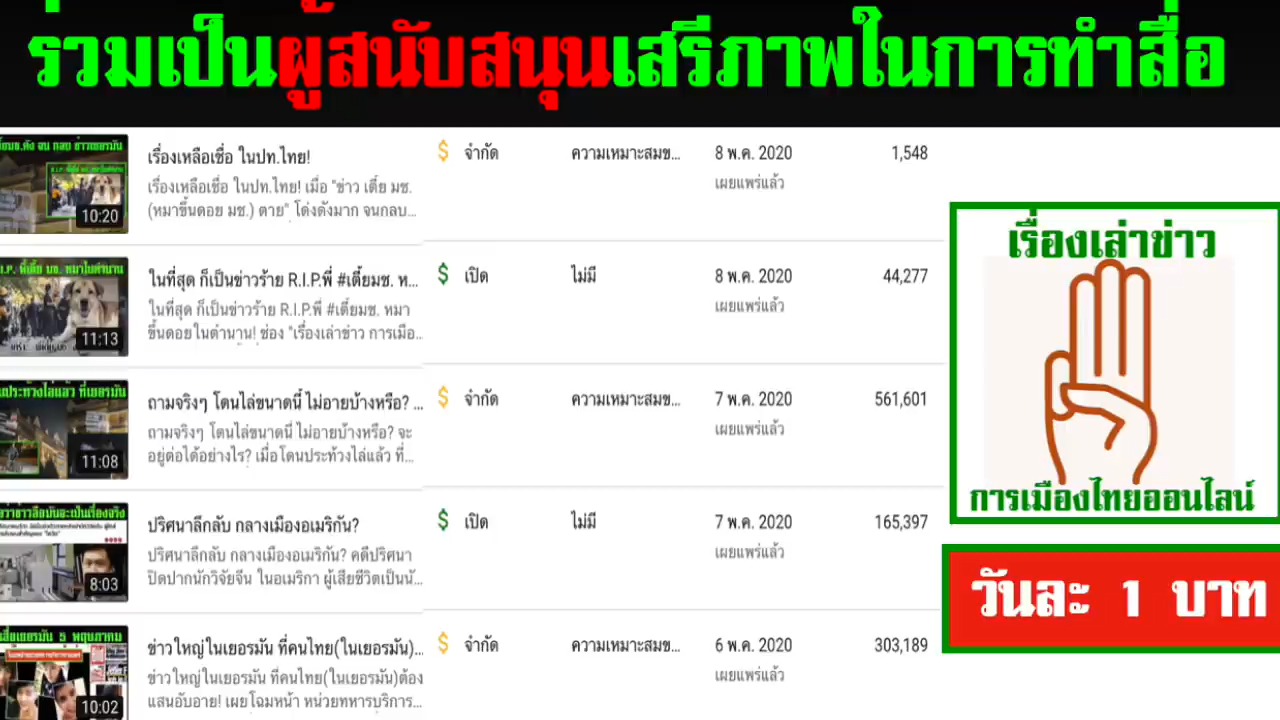 ร่วมเป็นผู้สนับสนุนเสรีภาพในการทำสื่อ
10:20
เรื่องเหลือเชื่อ ในปท.ไทย!
เรื่องเหลือเชื่อ ในปท.ไทย! เมื่อ "ข่าว เตี้ย มช.
(หมาขึ้นดอย มช.) ตาย" โด่งดังมาก จนกลบ...
$ จำกัด ความเหมาะสมข... 8 พ.ค. 2020 1,548
เผยแพร่แล้ว
11:13
ในที่สุด ก็เป็นข่าวร้าย R.I.P.พี่ #เตี้ยมช. ห...
ในที่สุด ก็เป็นข่าวร้าย R.I.P.พี่ #เตี้ยมช. หมา
ขึ้นดอยในตำนาน! ช่อง "เรื่องเล่าข่าว การเมือ...
$ เปิด ไม่มี 8 พ.ค. 2020 44,277
เผยแพร่แล้ว
11:08
ถามจริงๆ โดนไล่ขนาดนี้ ไม่อายบ้างหรือ? ...
ถามจริงๆ โดนไล่ขนาดนี้ ไม่อายบ้างหรือ? จะ
อยู่ต่อได้อย่างไร? เมื่อโดนประท้วงไล่แล้ว ที่...
$ จำกัด ความเหมาะสมข... 7 พ.ค. 2020 561,601
เผยแพร่แล้ว
8:03
ปริศนาลึกลับ กลางเมืองอเมริกัน?
ปริศนาลึกลับ กลางเมืองอเมริกัน? คดีปริศนา
ปิดปากนักวิจัยจีน ในอเมริกา ผู้เสียชีวิตเป็นนั...
$ เปิด ไม่มี 7 พ.ค. 2020 165,397
เผยแพร่แล้ว
10:02
ข่าวใหญ่ในเยอรมัน ที่คนไทย(ในเยอรมัน)...
ข่าวใหญ่ในเยอรมัน ที่คนไทย(ในเยอรมัน)ต้อง
แสนอับอาย! เผยโฉมหน้า หน่วยทหารบริการ...
$ จำกัด ความเหมาะสมข... 6 พ.ค. 2020 303,189
เผยแพร่แล้ว
เรื่องเล่าข่าว
การเมืองไทยออนไลน์
วันละ 1 บาท